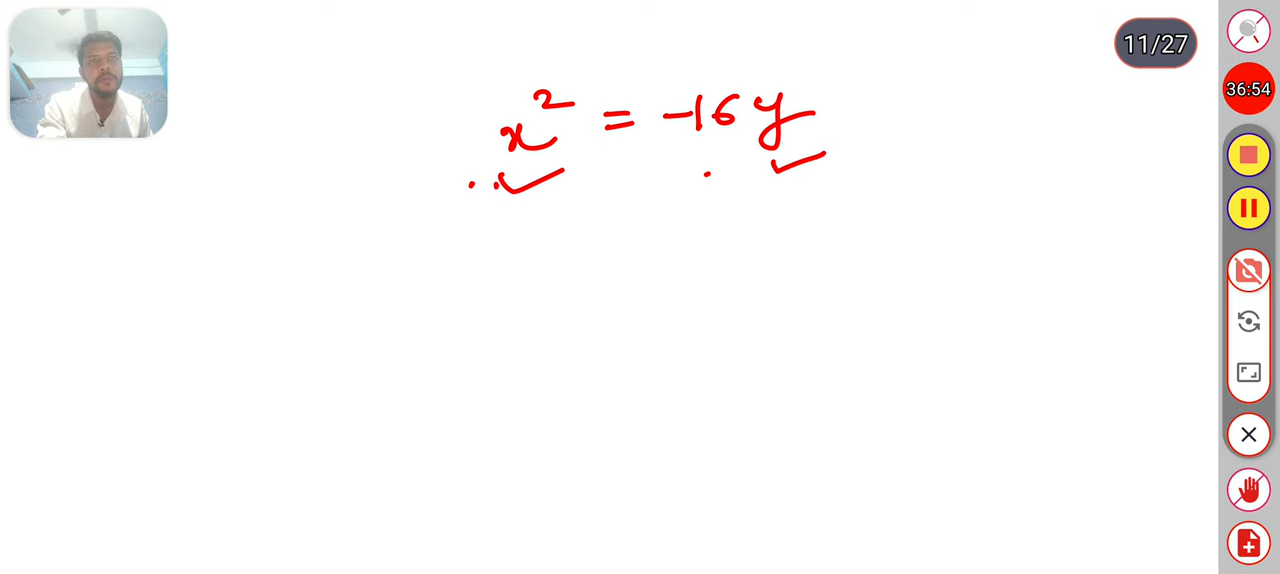 11/27
36:54
x² = -16y